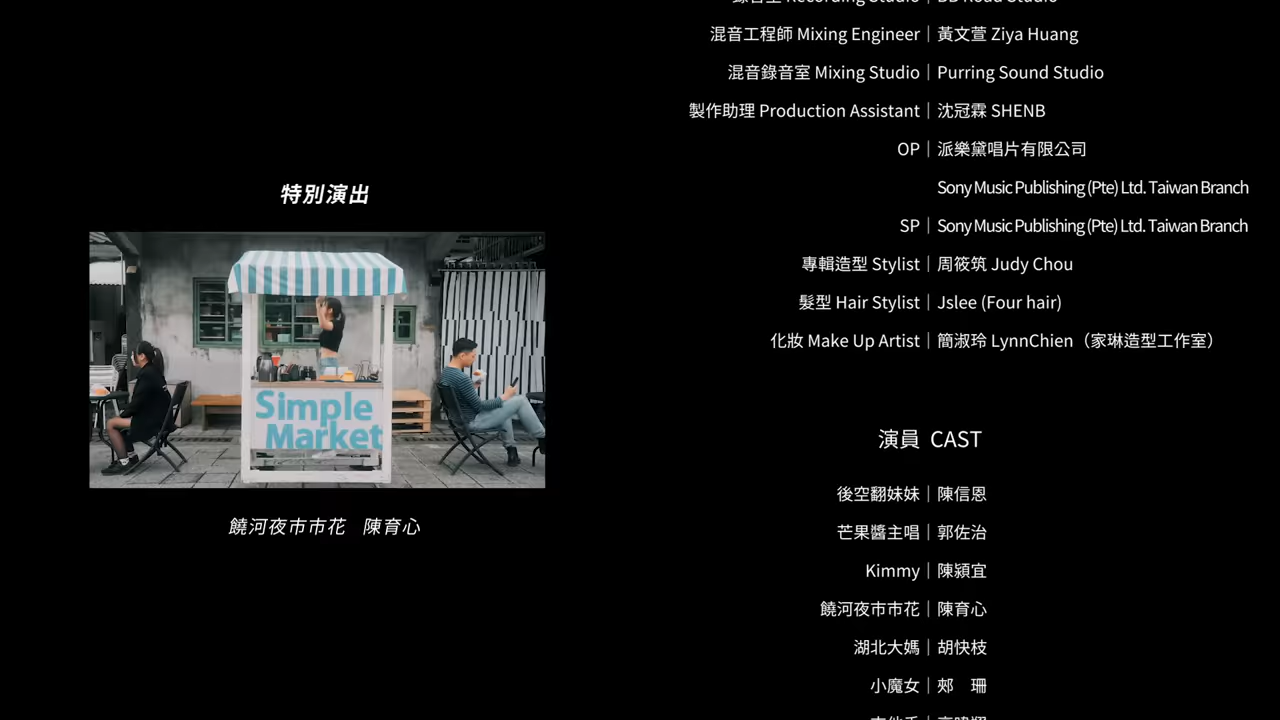 特別演出
Simple
Market
饒河夜市市花 陳育心
混音工程師 Mixing Engineer｜黃文萱 Ziya Huang
混音錄音室 Mixing Studio｜Purring Sound Studio
製作助理 Production Assistant｜沈冠霖 SHENB
OP｜派樂黛唱片有限公司
Sony Music Publishing (Pte) Ltd. Taiwan Branch
SP｜Sony Music Publishing (Pte) Ltd. Taiwan Branch
專輯造型 Stylist｜周筱筑 Judy Chou
髮型 Hair Stylist｜Jslee (Four hair)
化妝 Make Up Artist｜簡淑玲 LynnChien（家琳造型工作室）
演員 CAST
後空翻妹妹｜陳信恩
芒果醬主唱｜郭佐治
Kimmy｜陳潁宜
饒河夜市市花｜陳育心
湖北大媽｜胡快枝
小魔女｜郟 珊